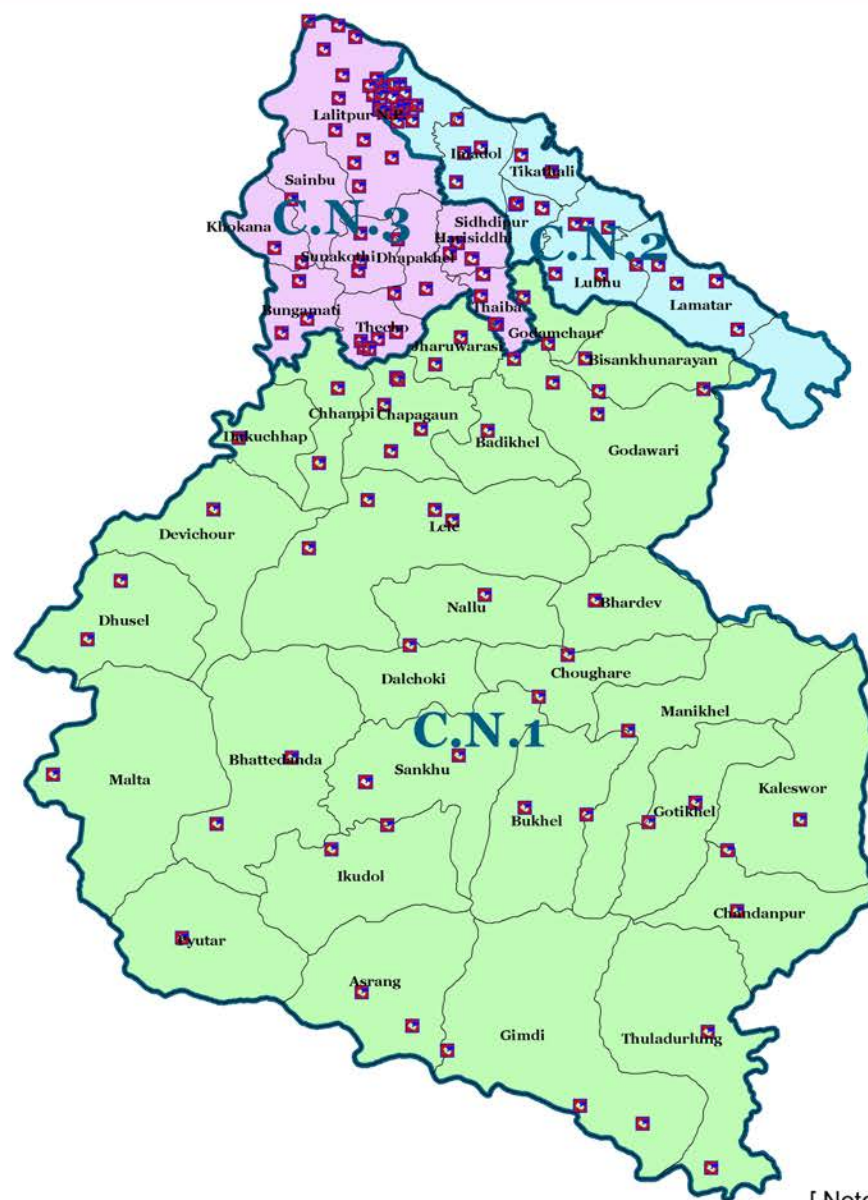 Lalitpur N.P.
Imadol
Tikathali
Sainbu
Khokana
C.N.3
Sidhdipur
Harisiddhi
C.N.2
Sunakothi
Dhapakhel
Lubhu
Lamatar
Bungamati
Thaiba
Thecho
Godamchaur
Jharuwarasi
Bisankhunarayan
Chhampi
Chapagaun
Dukuchhap
Badikhel
Godawari
Devichour
Lele
Nallu
Bhardev
Dhusel
Dalchoki
Choughare
Manikhel
C.N.1
Bhattedanda
Sankhu
Malta
Kaleswor
Gotikhel
Bukhel
Ikudol
Chandanpur
Pyutar
Asrang
Gimdi
Thuladurlung